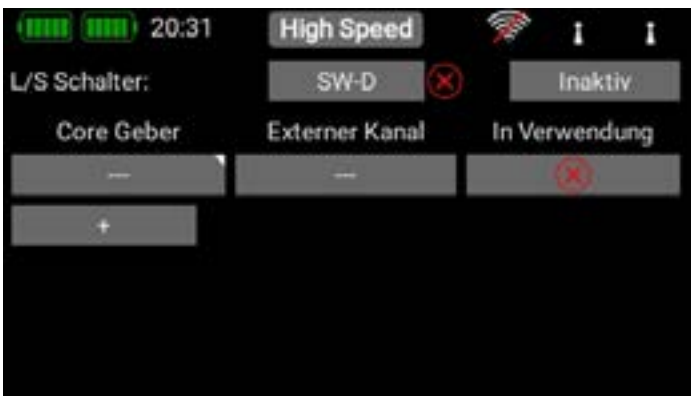 20:31 High Speed
L/S Schalter: SW-D Inaktiv
Core Geber Externer Kanal In Verwendung
--- ---
+